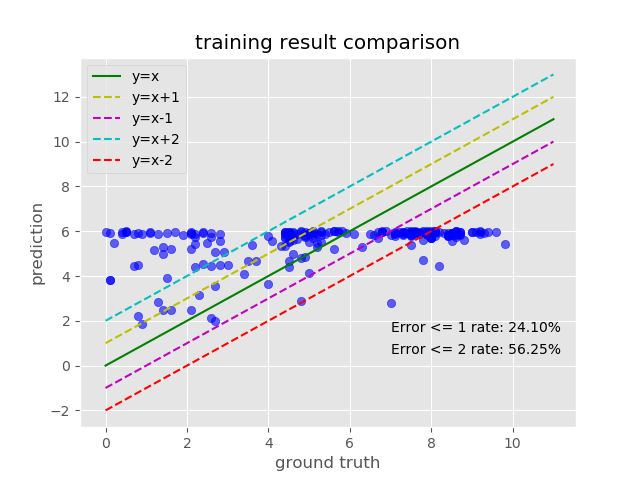 training result comparison
y=x
y=x+1
y=x-1
y=x+2
y=x-2
12
10
8
6
4
2
0
−2
prediction
Error <= 1 rate: 24.10%
Error <= 2 rate: 56.25%
0 2 4 6 8 10
ground truth